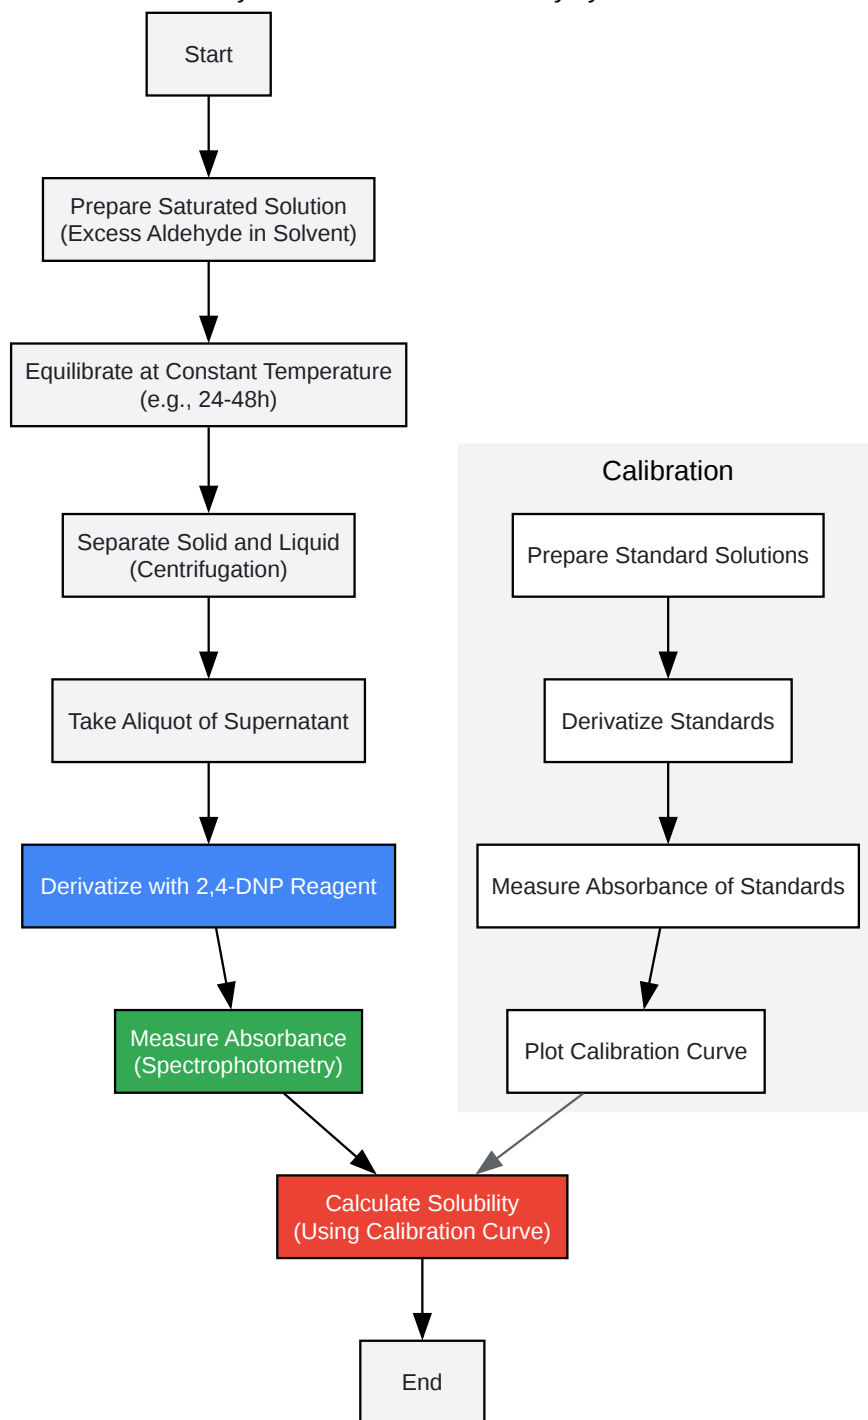 Start
Prepare Saturated Solution
(Excess Aldehyde in Solvent)
Equilibrate at Constant Temperature
(e.g., 24-48h)
Separate Solid and Liquid
(Centrifugation)
Take Aliquot of Supernatant
Derivatize with 2,4-DNP Reagent
Measure Absorbance
(Spectrophotometry)
Calibration
Prepare Standard Solutions
Derivatize Standards
Measure Absorbance of Standards
Plot Calibration Curve
Calculate Solubility
(Using Calibration Curve)
End